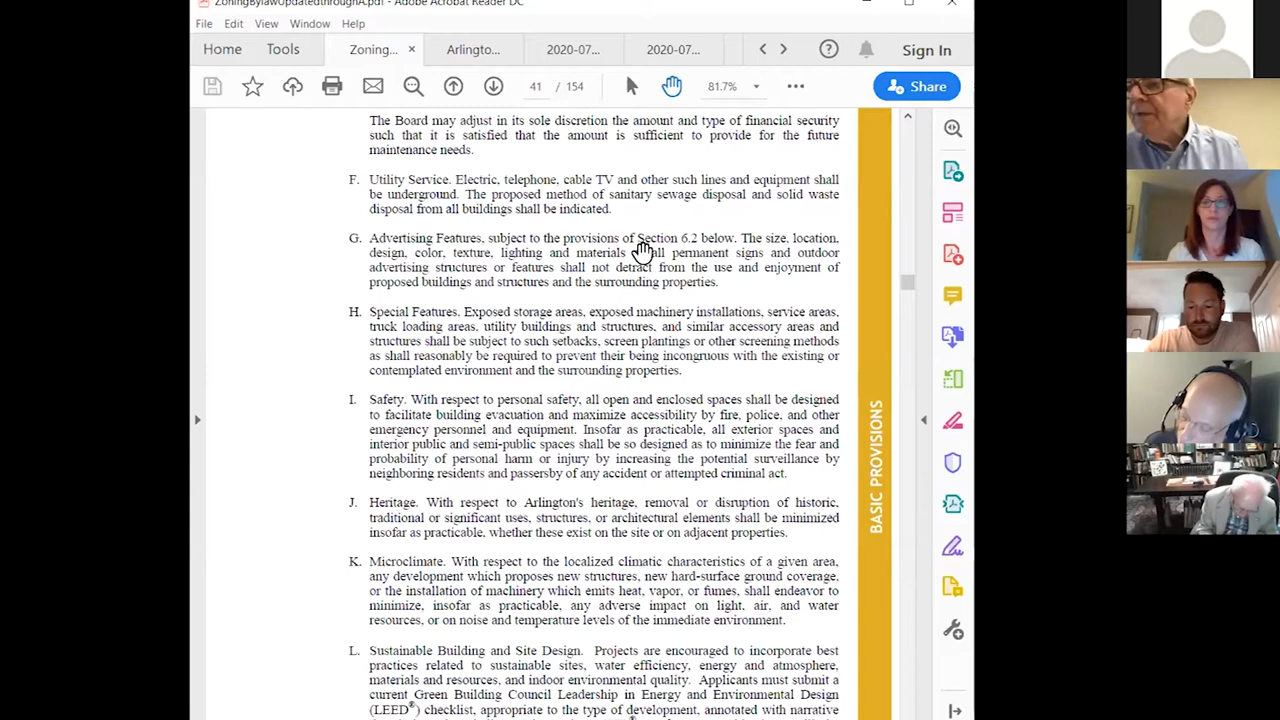 ZoningBylawUpdatedthroughA.pdf - Adobe Acrobat Reader DC
File Edit View Window Help
Home Tools Zoning... × Arlingto... 2020-07... 2020-07... Sign In
41 / 154 81.7% Share
The Board may adjust in its sole discretion the amount and type of financial security
such that it is satisfied that the amount is sufficient to provide for the future
maintenance needs.
F. Utility Service. Electric, telephone, cable TV and other such lines and equipment shall
be underground. The proposed method of sanitary sewage disposal and solid waste
disposal from all buildings shall be indicated.
G. Advertising Features, subject to the provisions of Section 6.2 below. The size, location,
design, color, texture, lighting and materials permanent signs and outdoor
advertising structures or features shall not detract from the use and enjoyment of
proposed buildings and structures and the surrounding properties.
H. Special Features. Exposed storage areas, exposed machinery installations, service areas,
truck loading areas, utility buildings and structures, and similar accessory areas and
structures shall be subject to such setbacks, screen plantings or other screening methods
as shall reasonably be required to prevent their being incongruous with the existing or
contemplated environment and the surrounding properties.
I. Safety. With respect to personal safety, all open and enclosed spaces shall be designed
to facilitate building evacuation and maximize accessibility by fire, police, and other
emergency personnel and equipment. Insofar as practicable, all exterior spaces and
interior public and semi-public spaces shall be so designed as to minimize the fear and
probability of personal harm or injury by increasing the potential surveillance by
neighboring residents and passersby of any accident or attempted criminal act.
J. Heritage. With respect to Arlington's heritage, removal or disruption of historic,
traditional or significant uses, structures, or architectural elements shall be minimized
insofar as practicable, whether these exist on the site or on adjacent properties.
K. Microclimate. With respect to the localized climatic characteristics of a given area,
any development which proposes new structures, new hard-surface ground coverage,
or the installation of machinery which emits heat, vapor, or fumes, shall endeavor to
minimize, insofar as practicable, any adverse impact on light, air, and water
resources, or on noise and temperature levels of the immediate environment.
L. Sustainable Building and Site Design. Projects are encouraged to incorporate best
practices related to sustainable sites, water efficiency, energy and atmosphere,
materials and resources, and indoor environmental quality. Applicants must submit a
current Green Building Council Leadership in Energy and Environmental Design
(LEED®) checklist, appropriate to the type of development, annotated with narrative
BASIC PROVISIONS